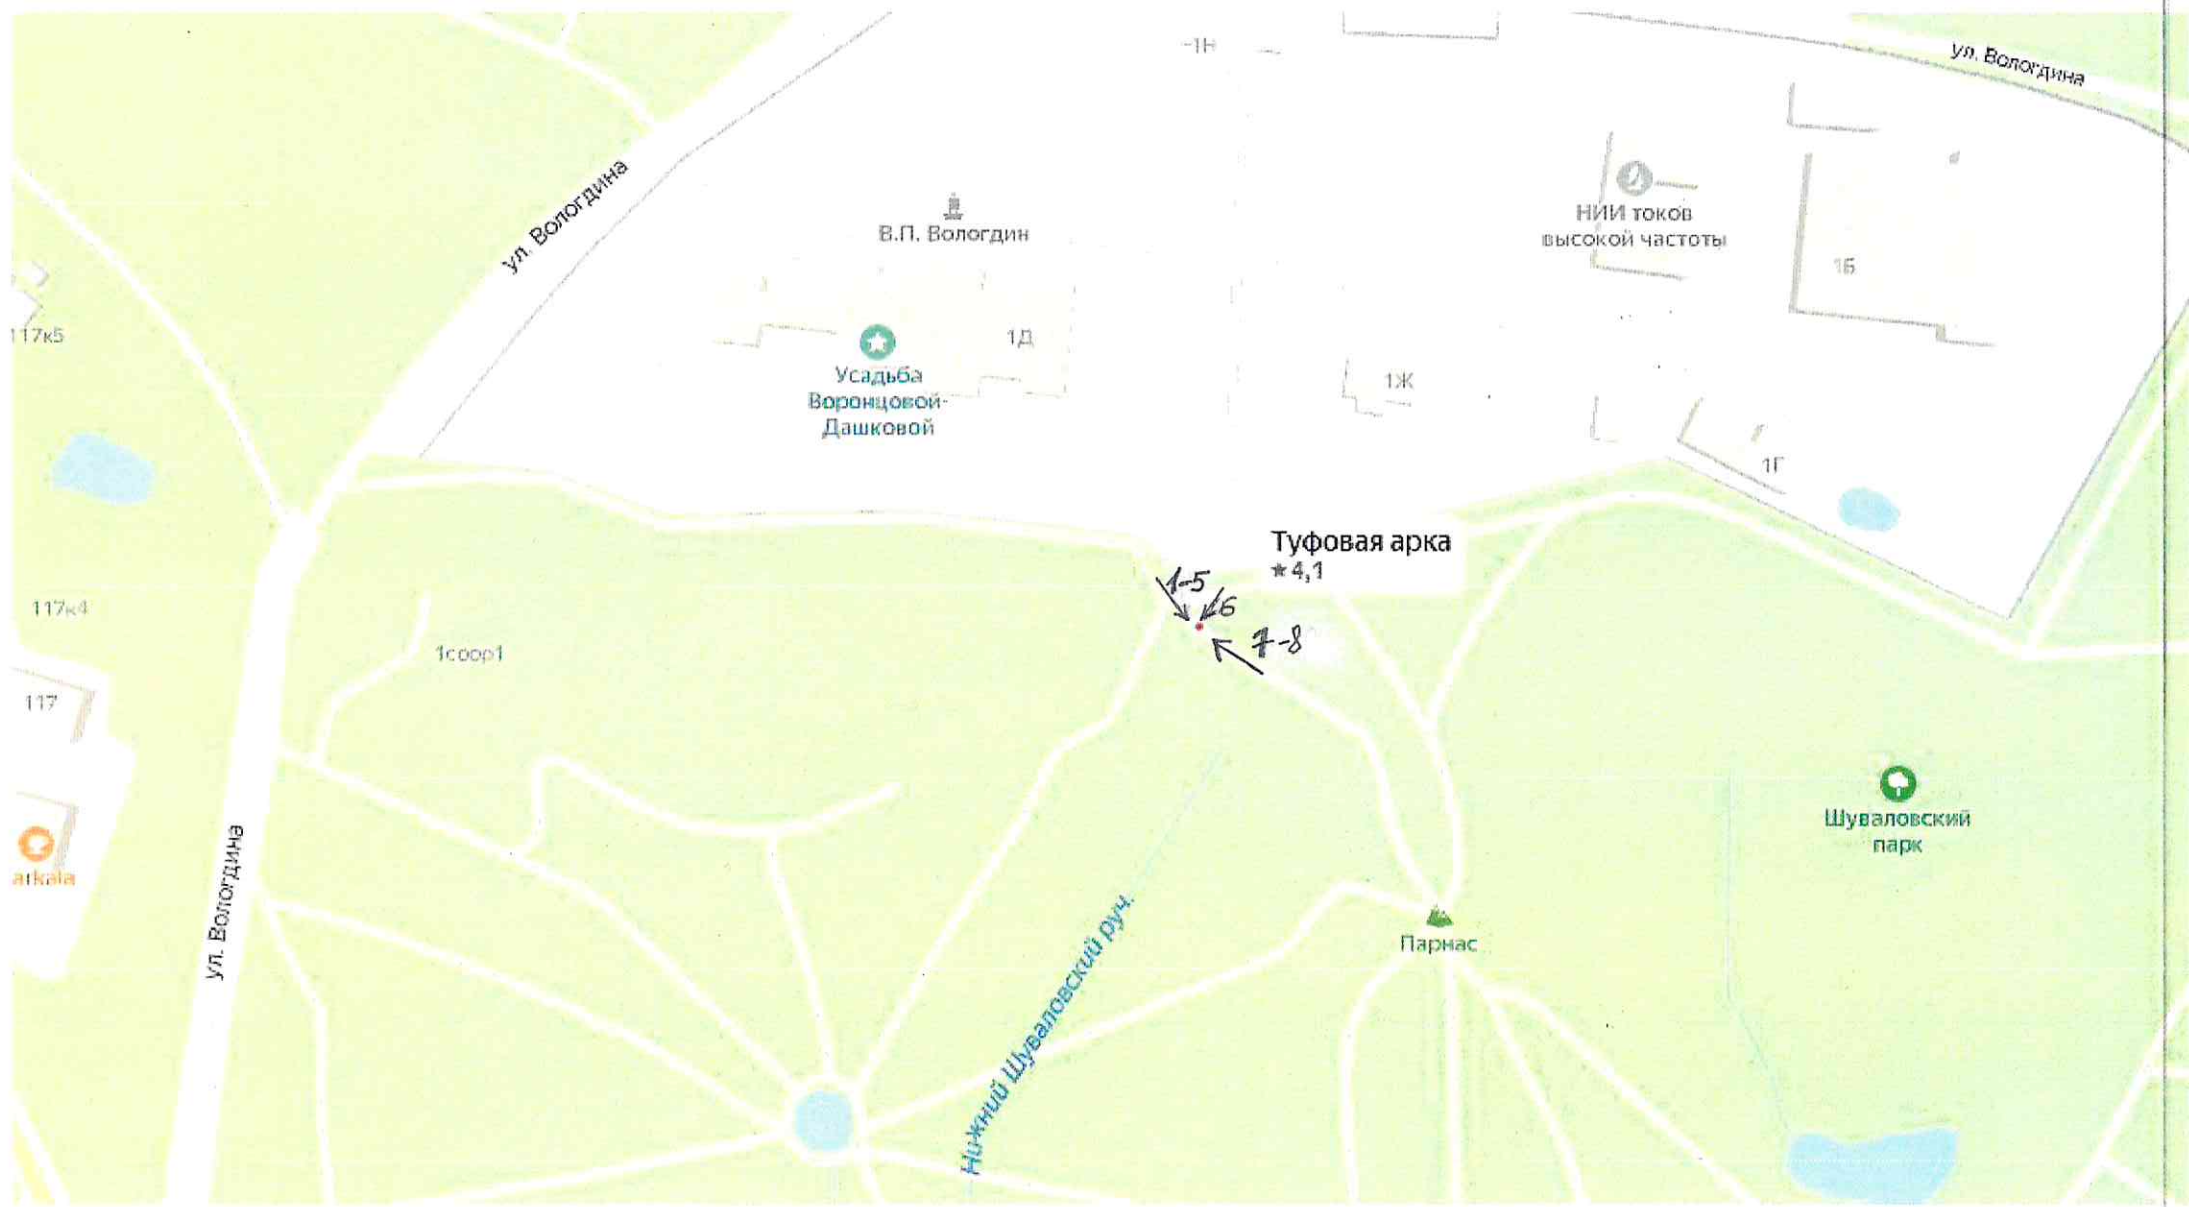 1Н
ул. Вологдина
ул. Вологдина
В.П. Вологдин
НИИ токов
высокой частоты
1Б
117к5
1Д
Усадьба
Воронцовой-
Дашковой
1Ж
1Г
Туфовая арка
★ 4,1
1-5
6
7-8
117к4
1соор1
117
Шуваловский
парк
arkala
ул. Вологдина
Нижний Шуваловский руч.
Парнас